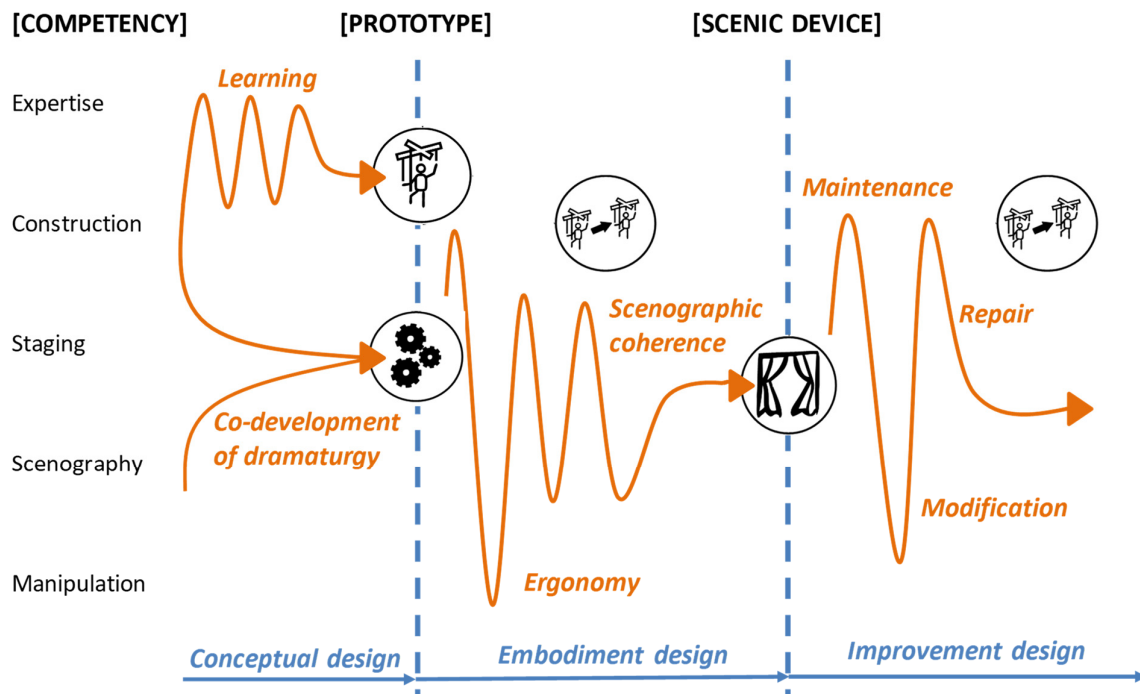 [COMPETENCY]
[PROTOTYPE]
[SCENIC DEVICE]
Learning
Expertise
Maintenance
Construction
Scenographic
coherence
Repair
Staging
Co-development
of dramaturgy
Scenography
Modification
Ergonomy
Manipulation
Conceptual design
Embodiment design
Improvement design